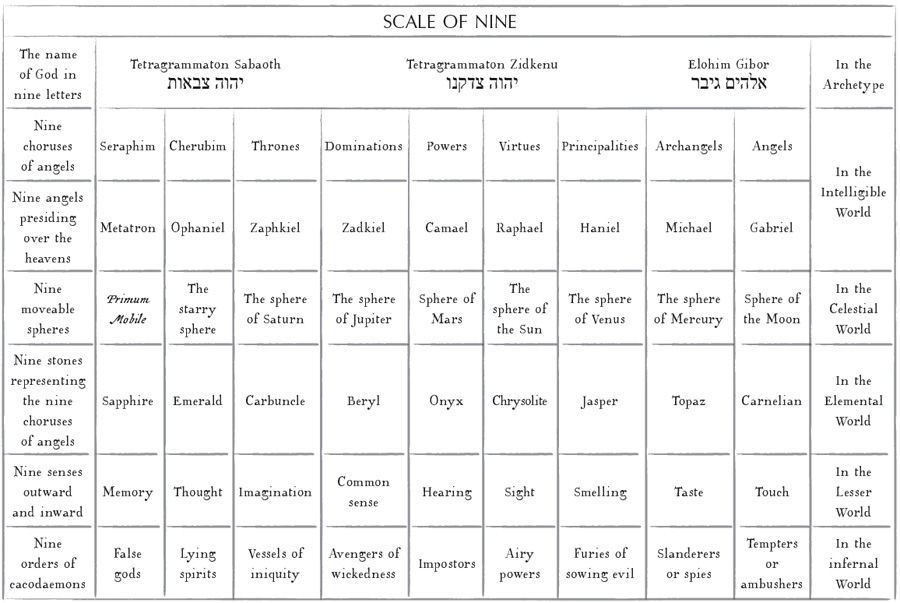 SCALE OF NINE
The name
of God in
nine letters
Tetragrammaton Sabaoth
יהוה צבאות
Tetragrammaton Zidkenu
יהוה צדקנו
Elohim Gibor
אלהים גיבר
In the
Archetype
Nine
choruses
of angels
Seraphim
Cherubim
Thrones
Dominations
Powers
Virtues
Principalities
Archangels
Angels
In the
Intelligible
World
Nine angels
presiding
over the
heavens
Metatron
Ophaniel
Zaphkiel
Zadkiel
Camael
Raphael
Haniel
Michael
Gabriel
Nine
moveable
spheres
Primum
Mobile
The
starry
sphere
The sphere
of Saturn
The sphere
of Jupiter
Sphere of
Mars
The
sphere of
the Sun
The sphere
of Venus
The sphere
of Mercury
Sphere of
the Moon
In the
Celestial
World
Nine stones
representing
the nine
choruses
of angels
Sapphire
Emerald
Carbuncle
Beryl
Onyx
Chrysolite
Jasper
Topaz
Carnelian
In the
Elemental
World
Nine senses
outward
and inward
Memory
Thought
Imagination
Common
sense
Hearing
Sight
Smelling
Taste
Touch
In the
Lesser
World
Nine
orders of
cacodaemons
False
gods
Lying
spirits
Vessels of
iniquity
Avengers of
wickedness
Impostors
Airy
powers
Furies of
sowing evil
Slanderers
or spies
Tempters
or
ambushers
In the
infernal
World